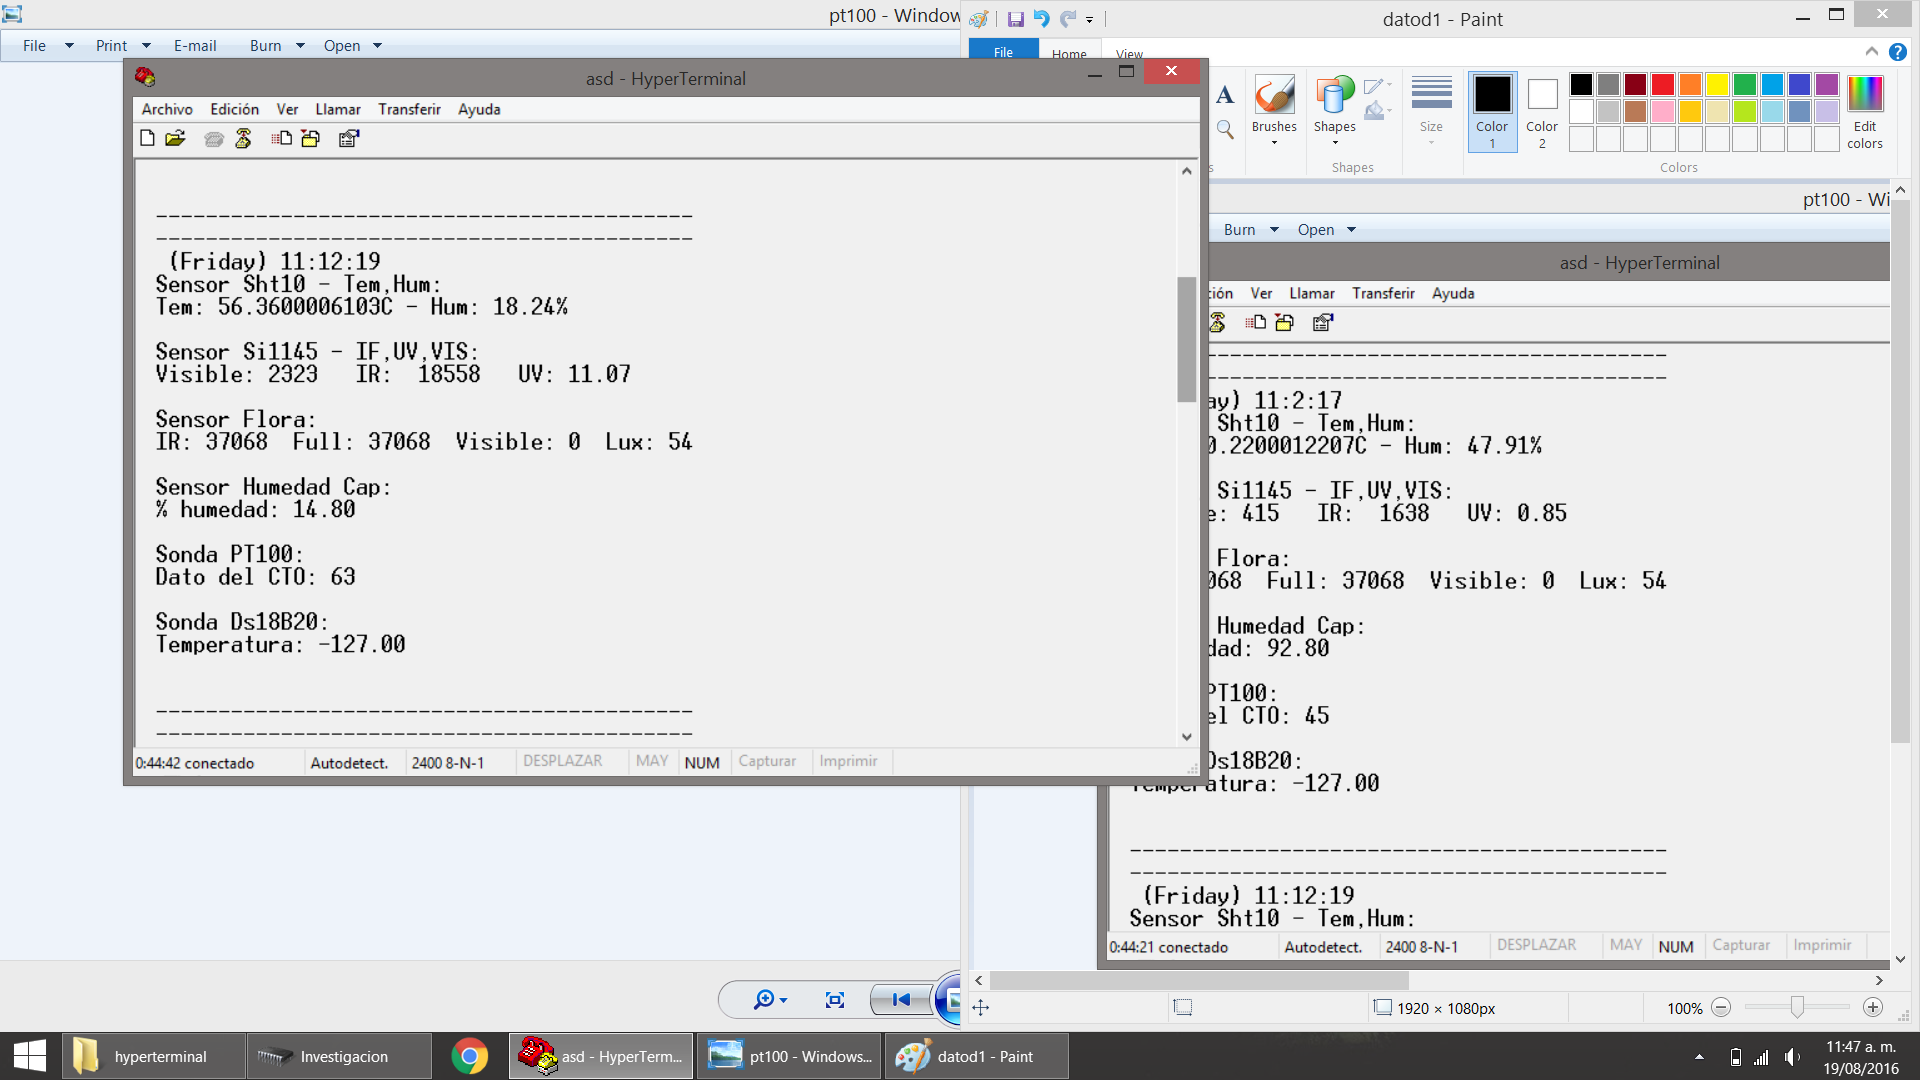 pt100 - Window
File
Print
E-mail
Burn
Open
asd - HyperTerminal
Archivo Edición Ver Llamar Transferir Ayuda
-------------------------------------------
-------------------------------------------
(Friday) 11:12:19
Sensor Sht10 - Tem,Hum:
Tem: 56.3600006103C - Hum: 18.24%
Sensor Si1145 - IF,UV,VIS:
Visible: 2323 IR: 18558 UV: 11.07
Sensor Flora:
IR: 37068 Full: 37068 Visible: 0 Lux: 54
Sensor Humedad Cap:
% humedad: 14.80
Sonda PT100:
Dato del CTO: 63
Sonda Ds18B20:
Temperatura: -127.00
-------------------------------------------
-------------------------------------------
0:44:42 conectado Autodetect. 2400 8-N-1 DESPLAZAR MAY NUM Capturar Imprimir
datod1 - Paint
File Home View
A
Brushes
Shapes
Size
Color 1
Color 2
Edit colors
Shapes
Colors
pt100 - Wi
Burn Open
asd - HyperTerminal
ción Ver Llamar Transferir Ayuda
-------------------------------------
-------------------------------------
ay) 11:2:17
Sht10 - Tem,Hum:
0.2200012207C - Hum: 47.91%
Si1145 - IF,UV,VIS:
e: 415 IR: 1638 UV: 0.85
Flora:
068 Full: 37068 Visible: 0 Lux: 54
Humedad Cap:
dad: 92.80
PT100:
el CTO: 45
Ds18B20:
Temperatura: -127.00
-------------------------------------------
-------------------------------------------
(Friday) 11:12:19
Sensor Sht10 - Tem,Hum:
0:44:21 conectado Autodetect. 2400 8-N-1 DESPLAZAR MAY NUM Capturar Imprimir
1920 × 1080px
100%
hyperterminal
Investigacion
asd - HyperTerm...
pt100 - Windows...
datod1 - Paint
11:47 a. m.
19/08/2016